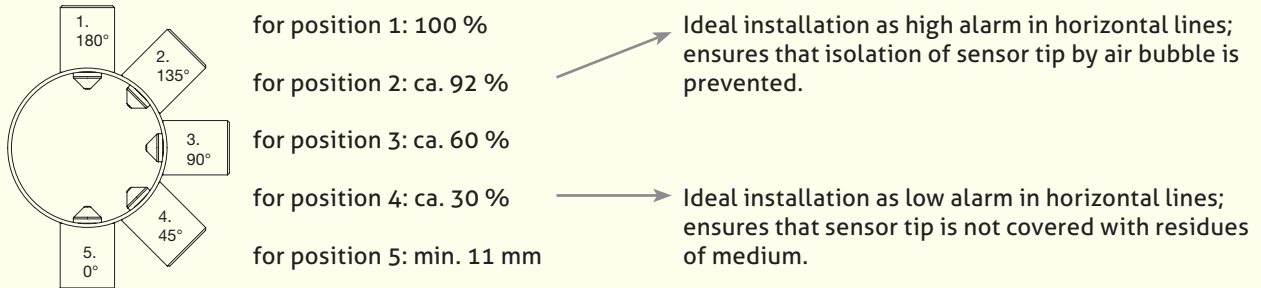 1.
180°
2.
135°
3.
90°
4.
45°
5.
0°
for position 1: 100 %
for position 2: ca. 92 %
for position 3: ca. 60 %
for position 4: ca. 30 %
for position 5: min. 11 mm
Ideal installation as high alarm in horizontal lines;
ensures that isolation of sensor tip by air bubble is
prevented.
Ideal installation as low alarm in horizontal lines;
ensures that sensor tip is not covered with residues
of medium.